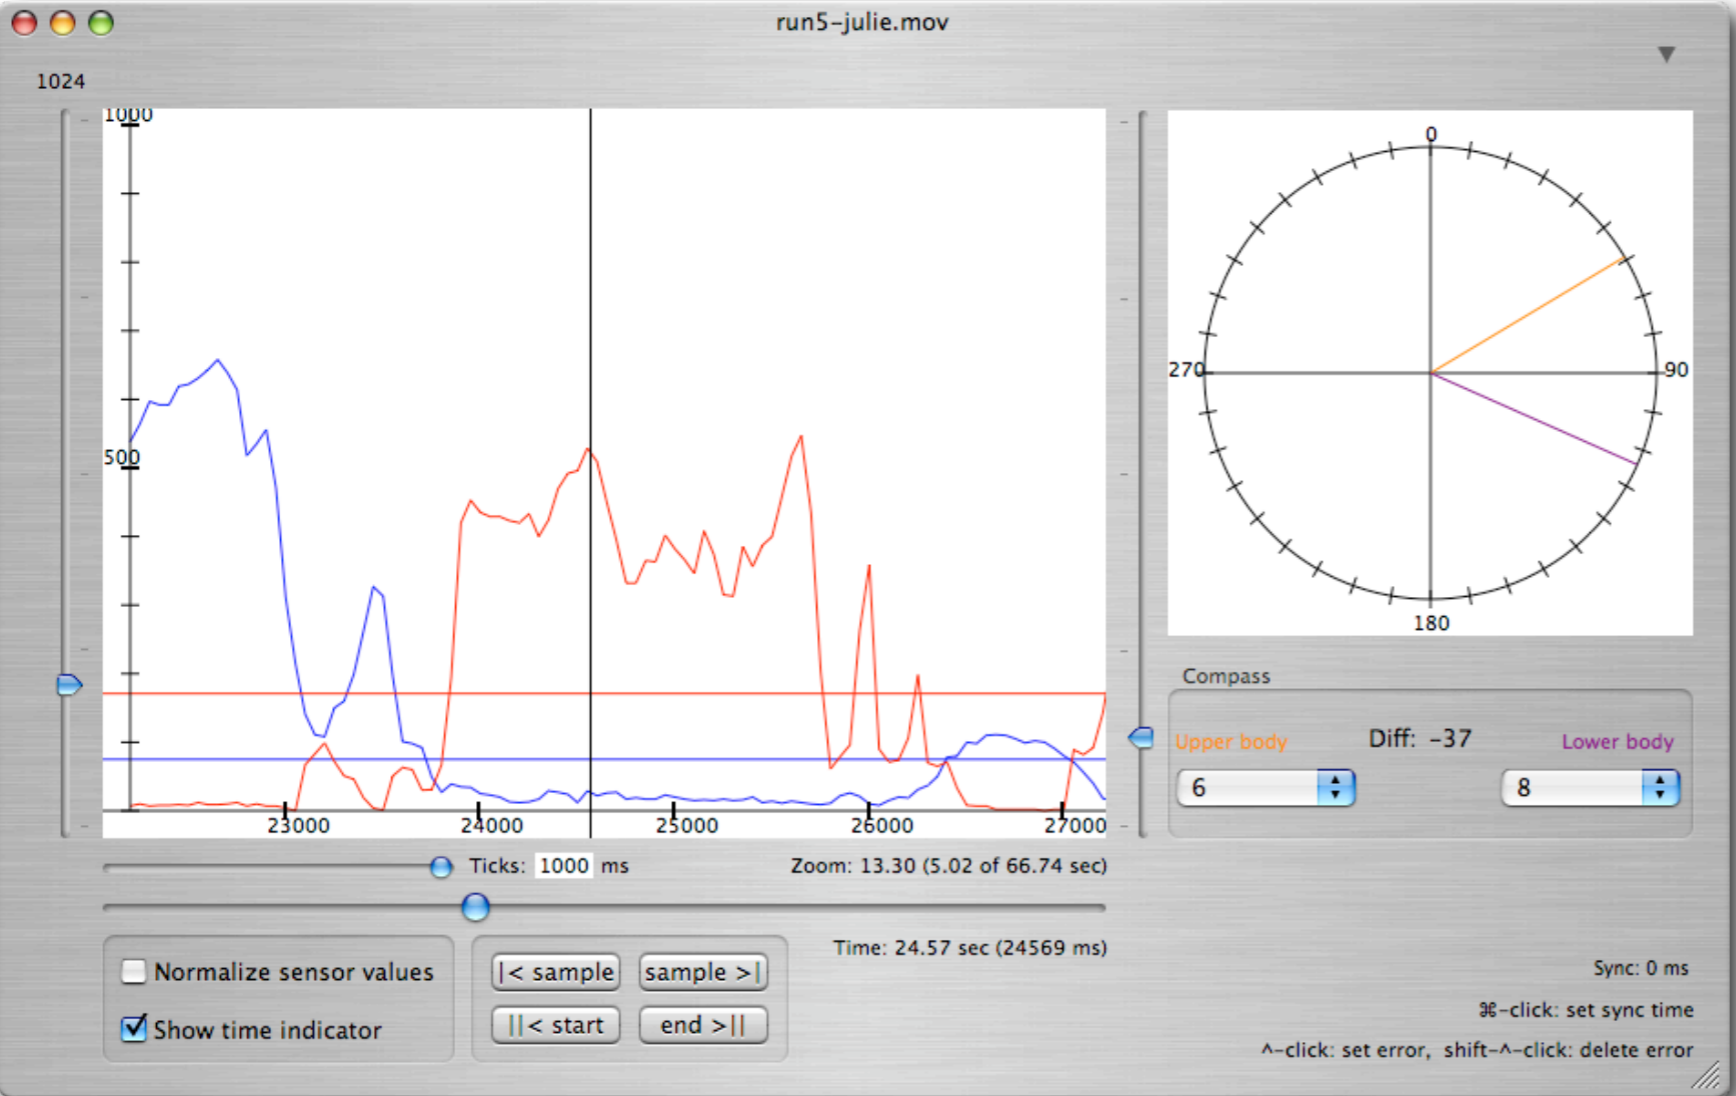 run5-julie.mov
1024
1000
500
23000 24000 25000 26000 27000
0
90
180
270
Compass
Upper body Diff: -37 Lower body
6 8
Ticks: 1000 ms Zoom: 13.30 (5.02 of 66.74 sec)
Time: 24.57 sec (24569 ms)
Normalize sensor values
Show time indicator
|< sample sample >|
||< start end >||
Sync: 0 ms
⌘-click: set sync time
^-click: set error, shift-^-click: delete error